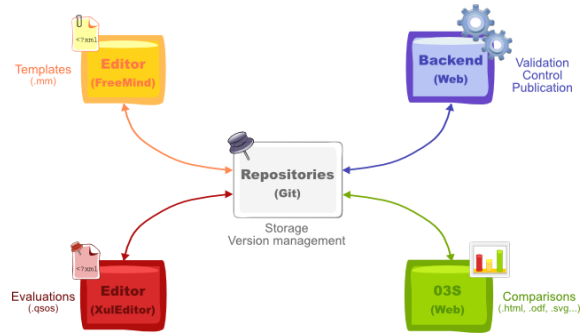 <?xml
Editor
(FreeMind)
Templates
(.mm)
Backend
(Web)
Validation
Control
Publication
Repositories
(Git)
Storage
Version management
<?xml
Editor
(XulEditor)
Evaluations
(.qsos)
03S
(Web)
Comparisons
(.html, .odf, .svg...)